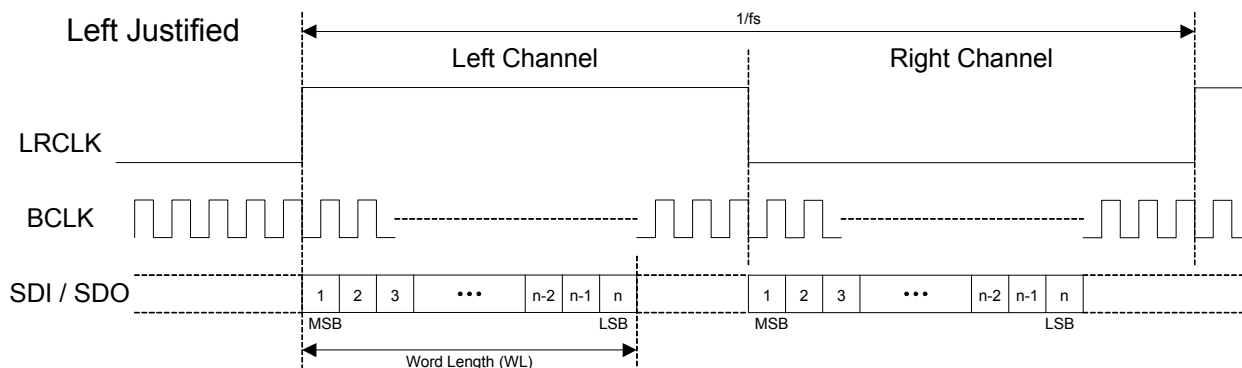 Left Justified
1/fs
Left Channel
Right Channel
LRCLK
BCLK
SDI / SDO
1 2 3 ••• n-2 n-1 n 1 2 3 ••• n-2 n-1 n
MSB LSB MSB LSB
Word Length (WL)